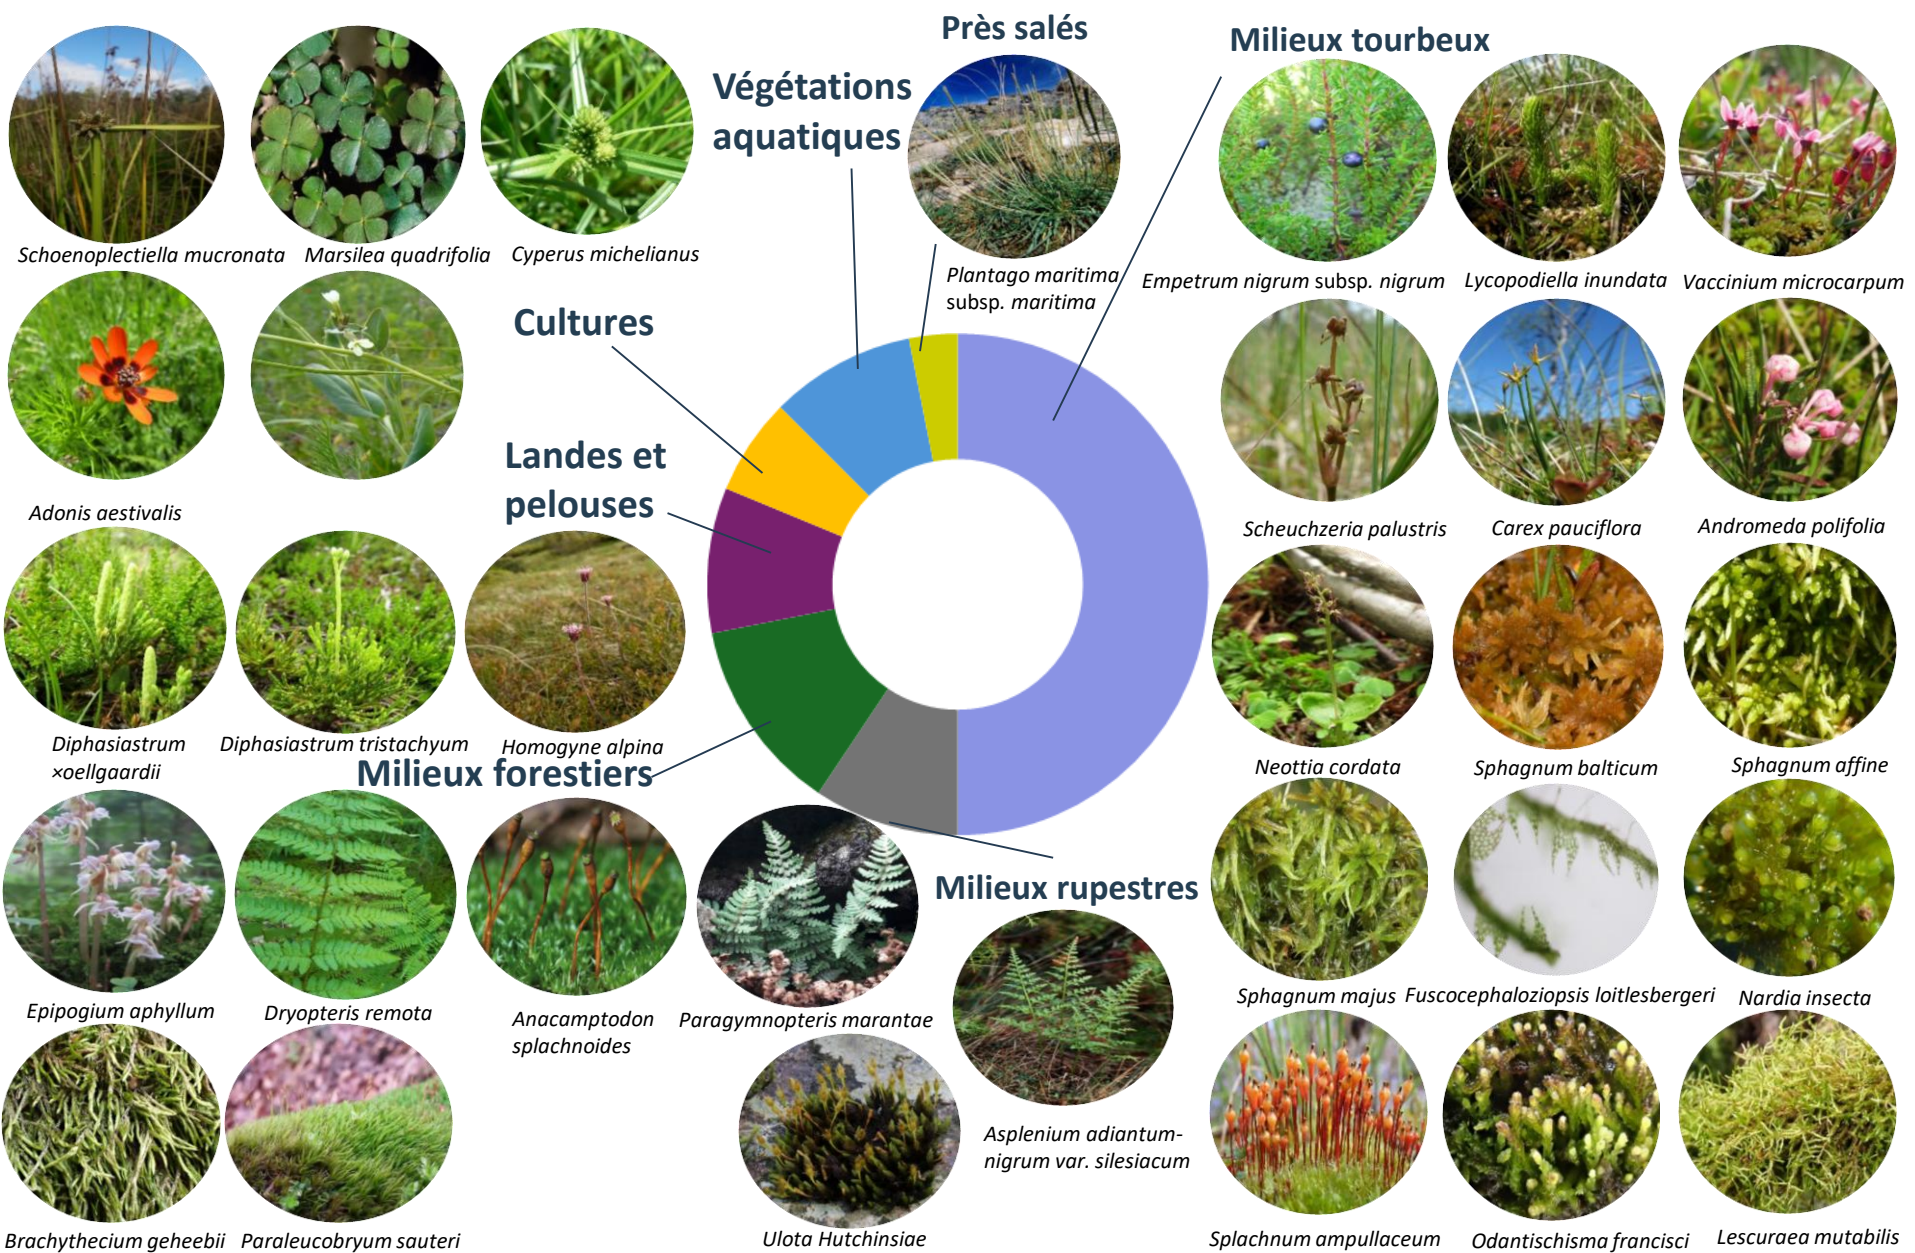 Près salés
Milieux tourbeux
Végétations
aquatiques
Schoenoplectiella mucronata
Marsilea quadrifolia
Cyperus michelianus
Plantago maritima
subsp. maritima
Empetrum nigrum subsp. nigrum
Lycopodiella inundata
Vaccinium microcarpum
Cultures
Landes et
pelouses
Adonis aestivalis
Scheuchzeria palustris
Carex pauciflora
Andromeda polifolia
Diphasiastrum
×oellgaardii
Diphasiastrum tristachyum
Homogyne alpina
Milieux forestiers
Neottia cordata
Sphagnum balticum
Sphagnum affine
Milieux rupestres
Epipogium aphyllum
Dryopteris remota
Anacamptodon
splachnoides
Paragymnopteris marantae
Sphagnum majus
Fuscocephaloziopsis loitlesbergeri
Nardia insecta
Asplenium adiantum-
nigrum var. silesiacum
Brachythecium geheebii
Paraleucobryum sauteri
Ulota Hutchinsiae
Splachnum ampullaceum
Odantischisma francisci
Lescuraea mutabilis